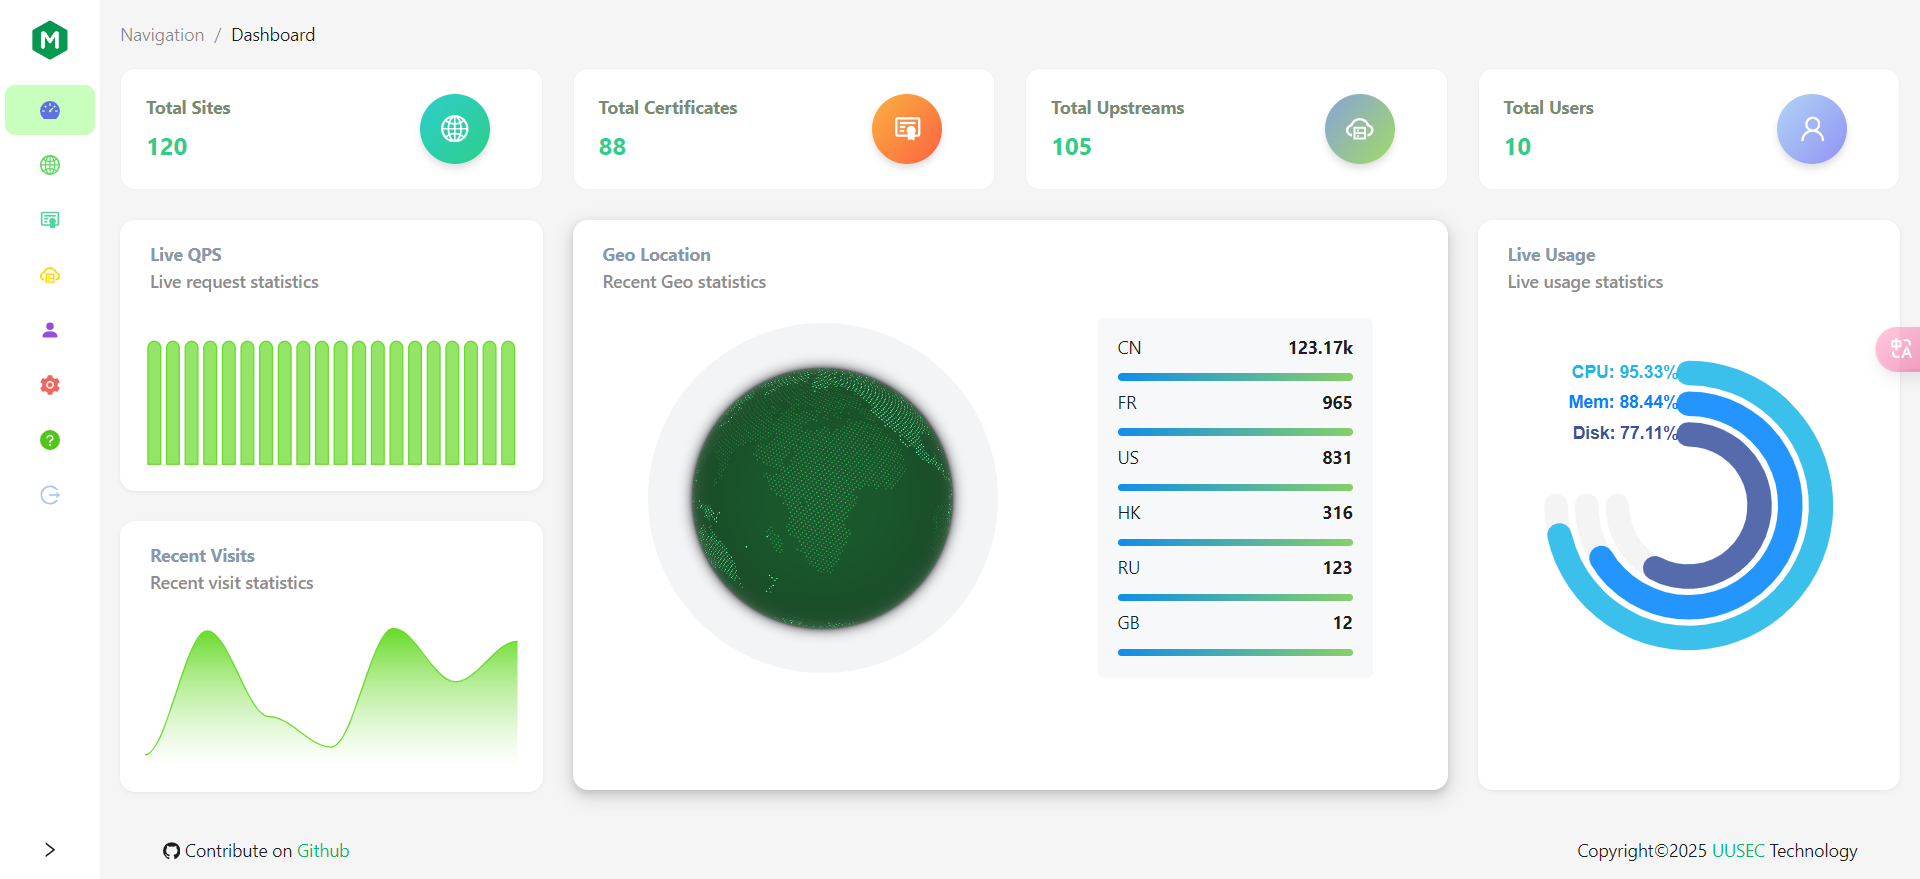 M
Navigation / Dashboard
Total Sites
120
Total Certificates
88
Total Upstreams
105
Total Users
10
Live QPS
Live request statistics
Recent Visits
Recent visit statistics
Geo Location
Recent Geo statistics
CN 123.17k
FR 965
US 831
HK 316
RU 123
GB 12
Live Usage
Live usage statistics
CPU: 95.33%
Mem: 88.44%
Disk: 77.11%
中 A
?
Contribute on Github
Copyright©2025 UUSEC Technology